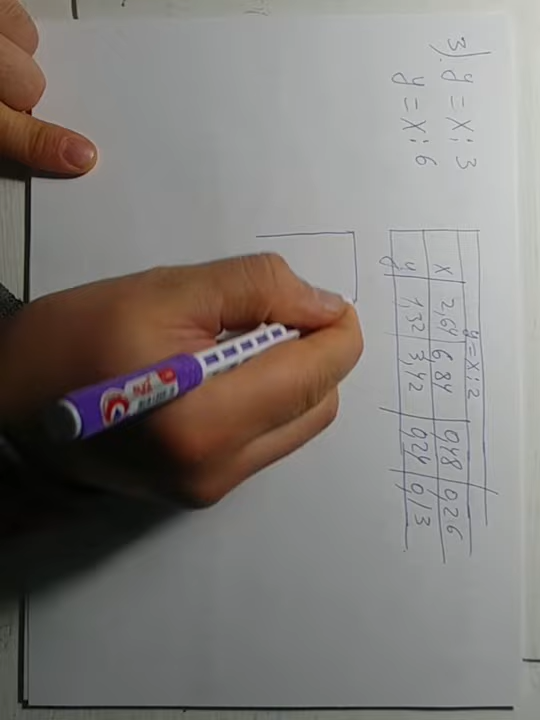 3). y = x : 3
y = x : 6
y = x : 2
x 2,64 6,84 0,48 0,26
y 1,32 3,42 0,24 0,13